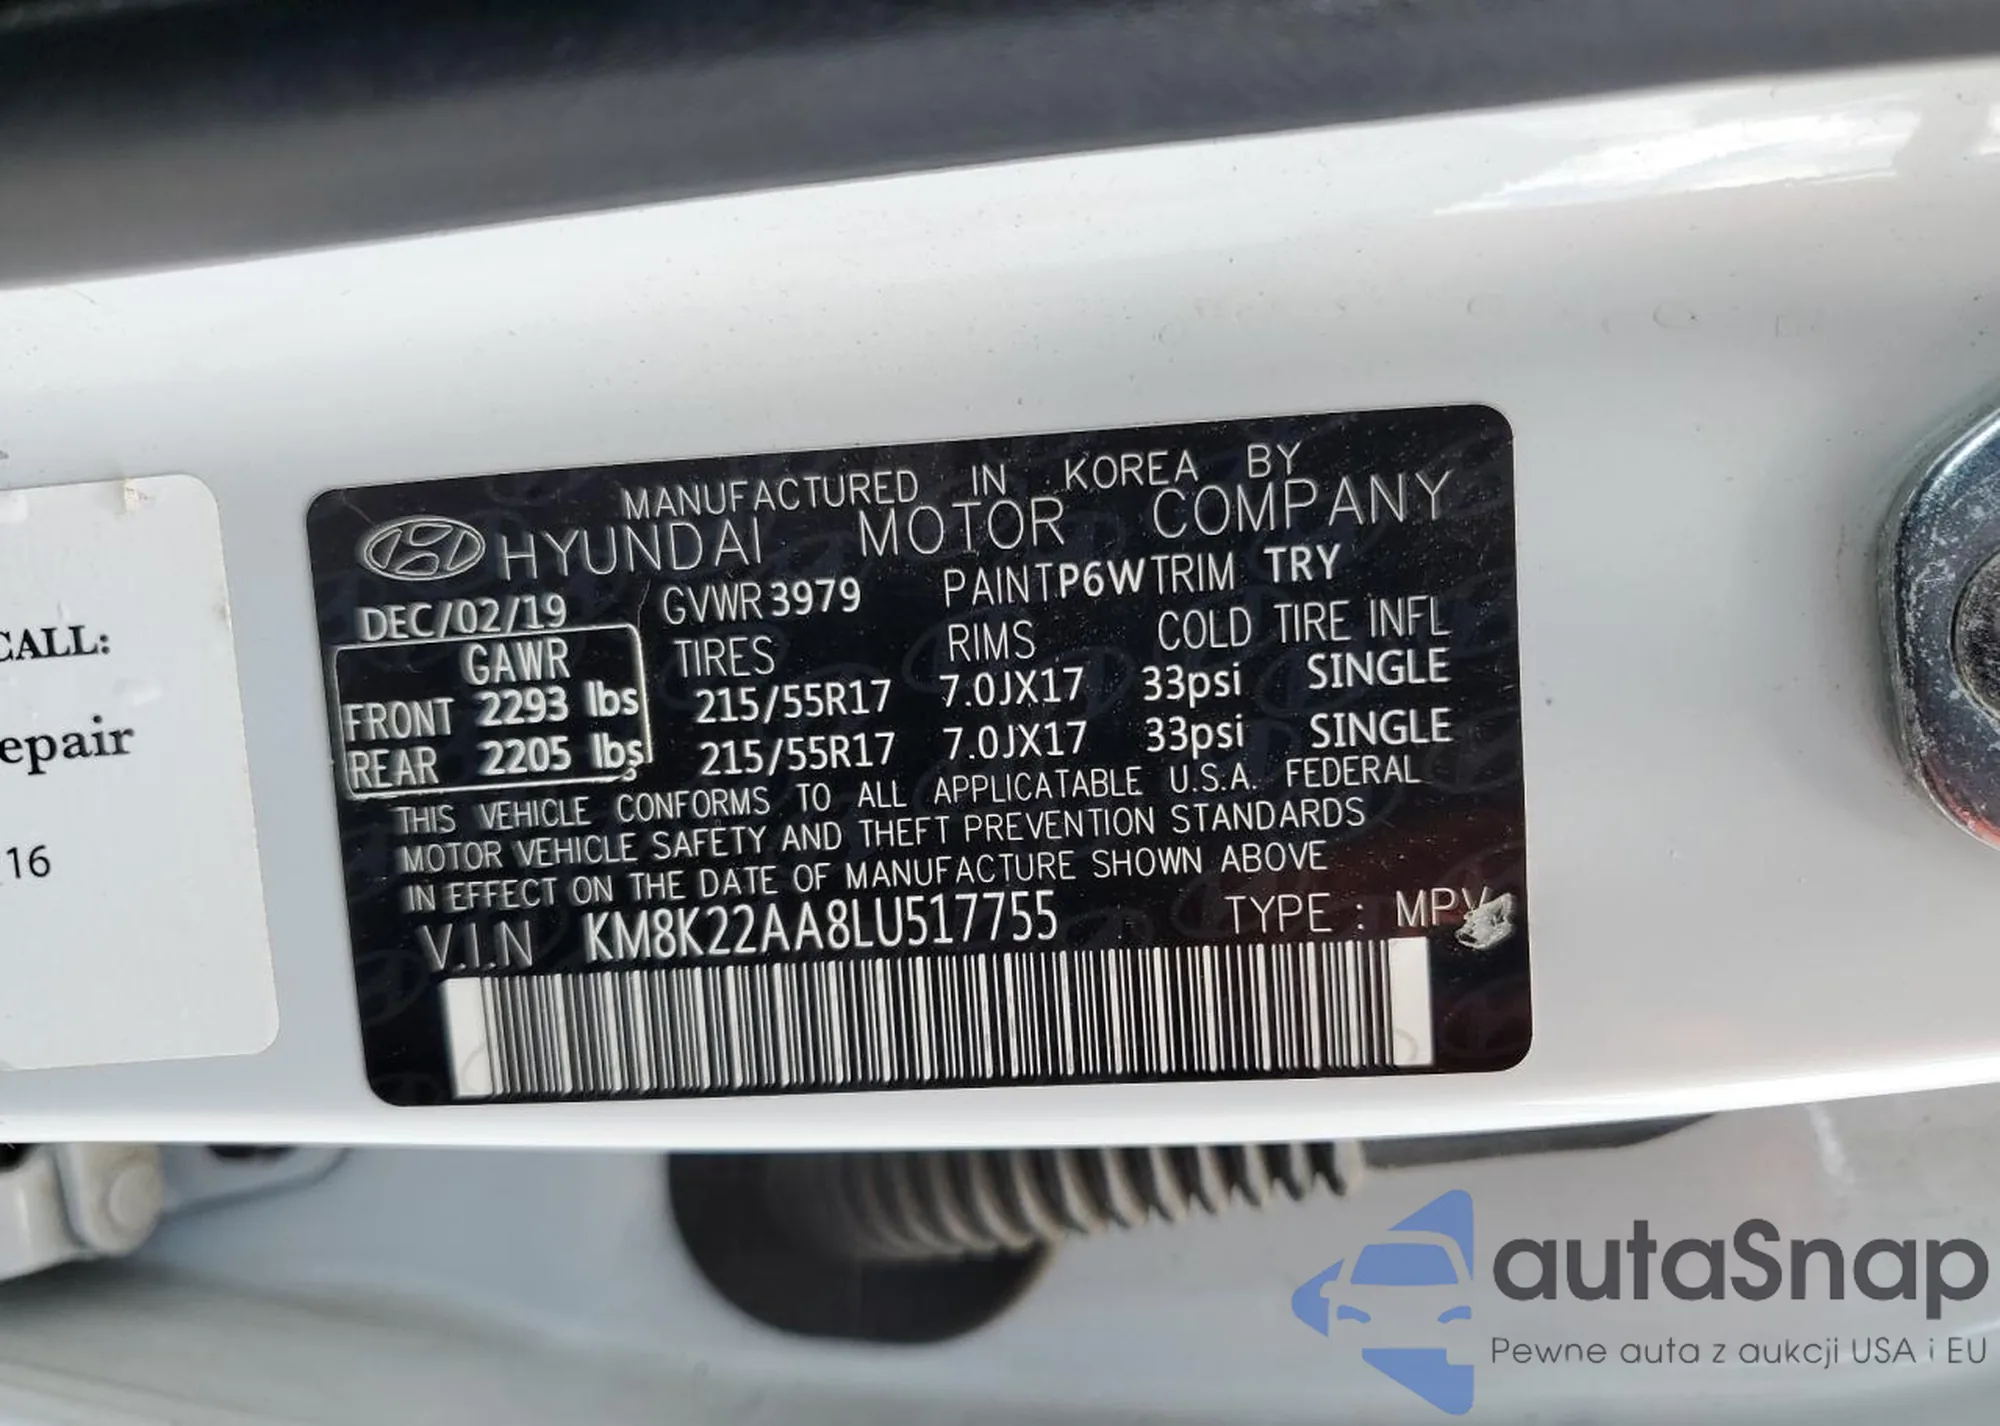 MANUFACTURED IN KOREA BY
HYUNDAI MOTOR COMPANY
DEC/02/19 GVWR 3979 PAINT P6W TRIM TRY
GAWR TIRES RIMS COLD TIRE INFL
FRONT 2293 lbs 215/55R17 7.0JX17 33psi SINGLE
REAR 2205 lbs 215/55R17 7.0JX17 33psi SINGLE
THIS VEHICLE CONFORMS TO ALL APPLICATABLE U.S.A. FEDERAL
MOTOR VEHICLE SAFETY AND THEFT PREVENTION STANDARDS
IN EFFECT ON THE DATE OF MANUFACTURE SHOWN ABOVE
V.I.N KM8K22AA8LU517755 TYPE : MPV
CALL:
epair
16
autaSnap
Pewne auta z aukcji USA i EU